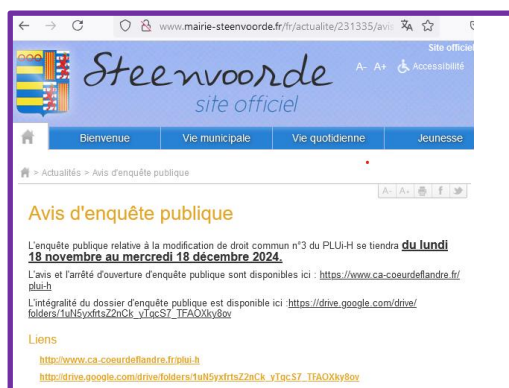 www.mairie-steenvoorde.fr/fr/actualite/231335/avis
Site officiel
Steenvoorde
A- A+ Accessibilité
site officiel
Bienvenue Vie municipale Vie quotidienne Jeunesse
> Actualités > Avis d'enquête publique
A- A+
Avis d'enquête publique
L'enquête publique relative à la modification de droit commun n°3 du PLUi-H se tiendra du lundi
18 novembre au mercredi 18 décembre 2024.
L'avis et l'arrêté d'ouverture d'enquête publique sont disponibles ici : https://www.ca-coeurdeflandre.fr/
plui-h
L'intégralité du dossier d'enquête publique est disponible ici :https://drive.google.com/drive/
folders/1uN5yxfrtsZ2nCk_yTqcS7_TFAOXky8ov
Liens
http://www.ca-coeurdeflandre.fr/plui-h
http://drive.google.com/drive/folders/1uN5yxfrtsZ2nCk_yTqcS7_TFAOXky8ov